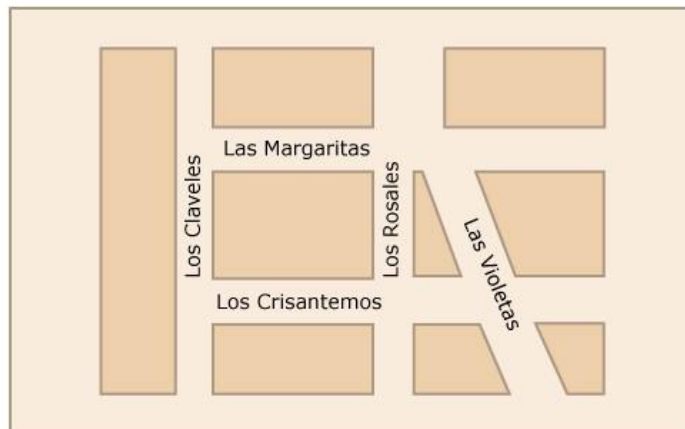 Las Margaritas
Los Claveles
Los Rosales
Las Violetas
Los Crisantemos